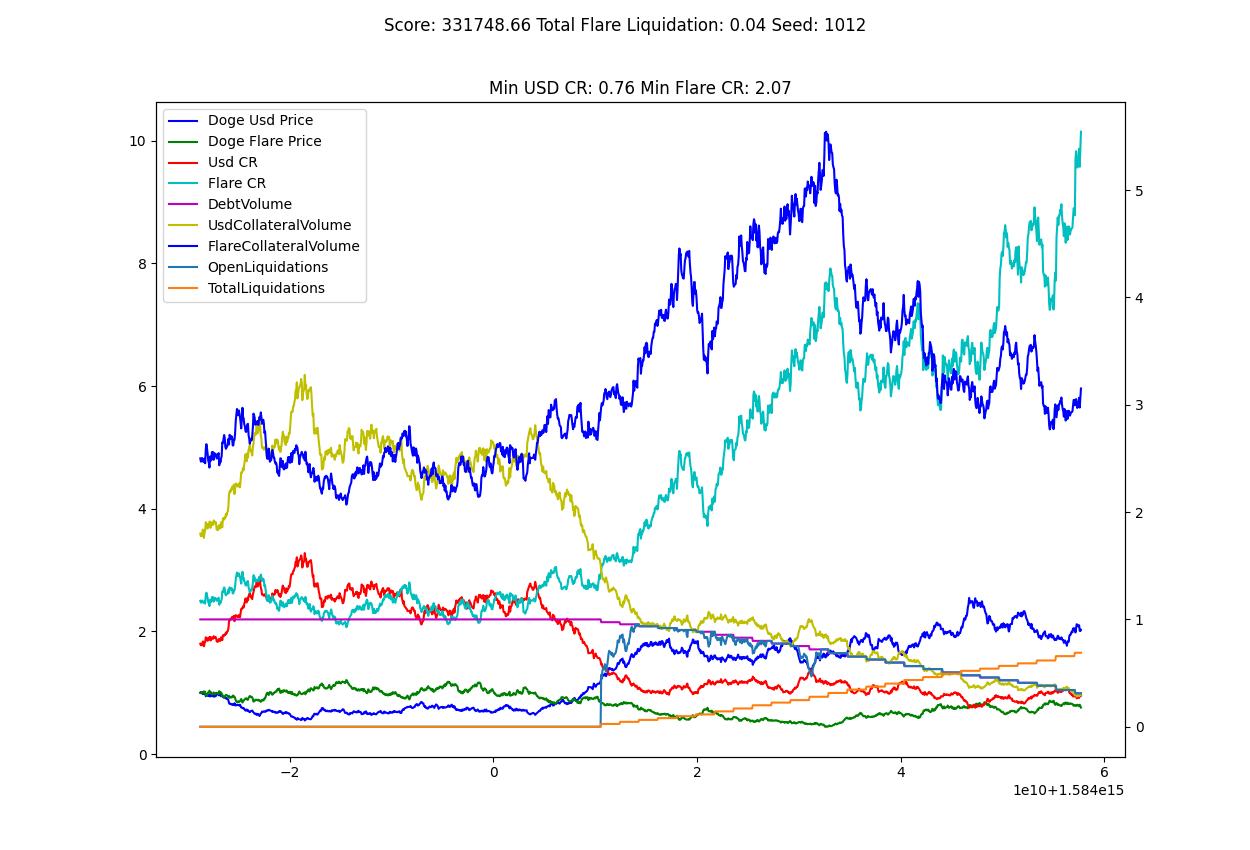 Score: 331748.66 Total Flare Liquidation: 0.04 Seed: 1012
Min USD CR: 0.76 Min Flare CR: 2.07
Doge Usd Price
Doge Flare Price
Usd CR
Flare CR
DebtVolume
UsdCollateralVolume
FlareCollateralVolume
OpenLiquidations
TotalLiquidations
10
8
6
4
2
0
5
4
3
2
1
0
−2
0
2
4
6
1e10+1.584e15